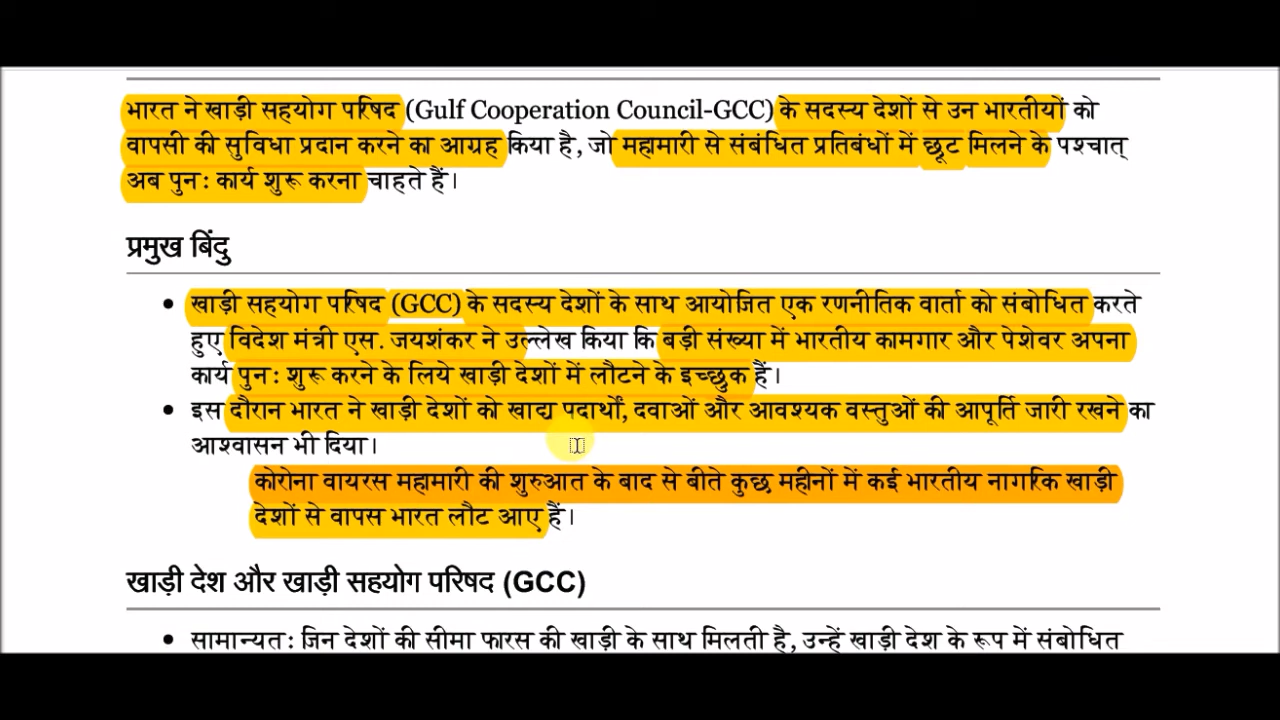 भारत ने खाड़ी सहयोग परिषद (Gulf Cooperation Council-GCC) के सदस्य देशों से उन भारतीयों को
वापसी की सुविधा प्रदान करने का आग्रह किया है, जो महामारी से संबंधित प्रतिबंधों में छूट मिलने के पश्चात्
अब पुनः कार्य शुरू करना चाहते हैं।
प्रमुख बिंदु
• खाड़ी सहयोग परिषद (GCC) के सदस्य देशों के साथ आयोजित एक रणनीतिक वार्ता को संबोधित करते
हुए विदेश मंत्री एस. जयशंकर ने उल्लेख किया कि बड़ी संख्या में भारतीय कामगार और पेशेवर अपना
कार्य पुनः शुरू करने के लिये खाड़ी देशों में लौटने के इच्छुक हैं।
• इस दौरान भारत ने खाड़ी देशों को खाद्य पदार्थों, दवाओं और आवश्यक वस्तुओं की आपूर्ति जारी रखने का
आश्वासन भी दिया।
कोरोना वायरस महामारी की शुरुआत के बाद से बीते कुछ महीनों में कई भारतीय नागरिक खाड़ी
देशों से वापस भारत लौट आए हैं।
खाड़ी देश और खाड़ी सहयोग परिषद (GCC)
• सामान्यतः जिन देशों की सीमा फारस की खाड़ी के साथ मिलती है, उन्हें खाड़ी देश के रूप में संबोधित